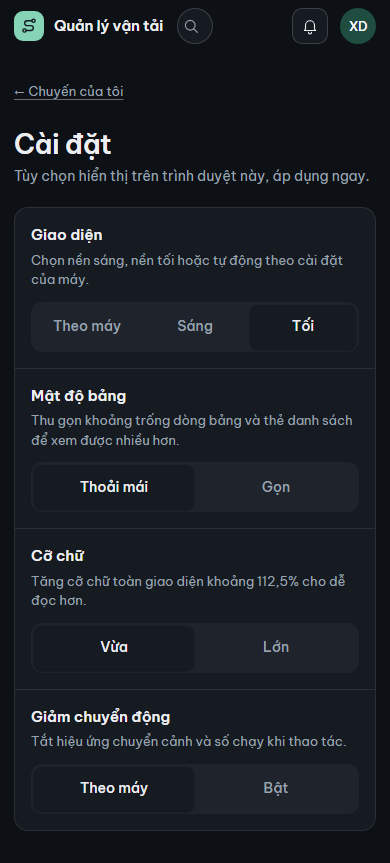 Quản lý vận tải
XD
← Chuyến của tôi
Cài đặt
Tùy chọn hiển thị trên trình duyệt này, áp dụng ngay.
Giao diện
Chọn nền sáng, nền tối hoặc tự động theo cài đặt
của máy.
Theo máy Sáng Tối
Mật độ bảng
Thu gọn khoảng trống dòng bảng và thẻ danh sách
để xem được nhiều hơn.
Thoải mái Gọn
Cỡ chữ
Tăng cỡ chữ toàn giao diện khoảng 112,5% cho dễ
đọc hơn.
Vừa Lớn
Giảm chuyển động
Tắt hiệu ứng chuyển cảnh và số chạy khi thao tác.
Theo máy Bật